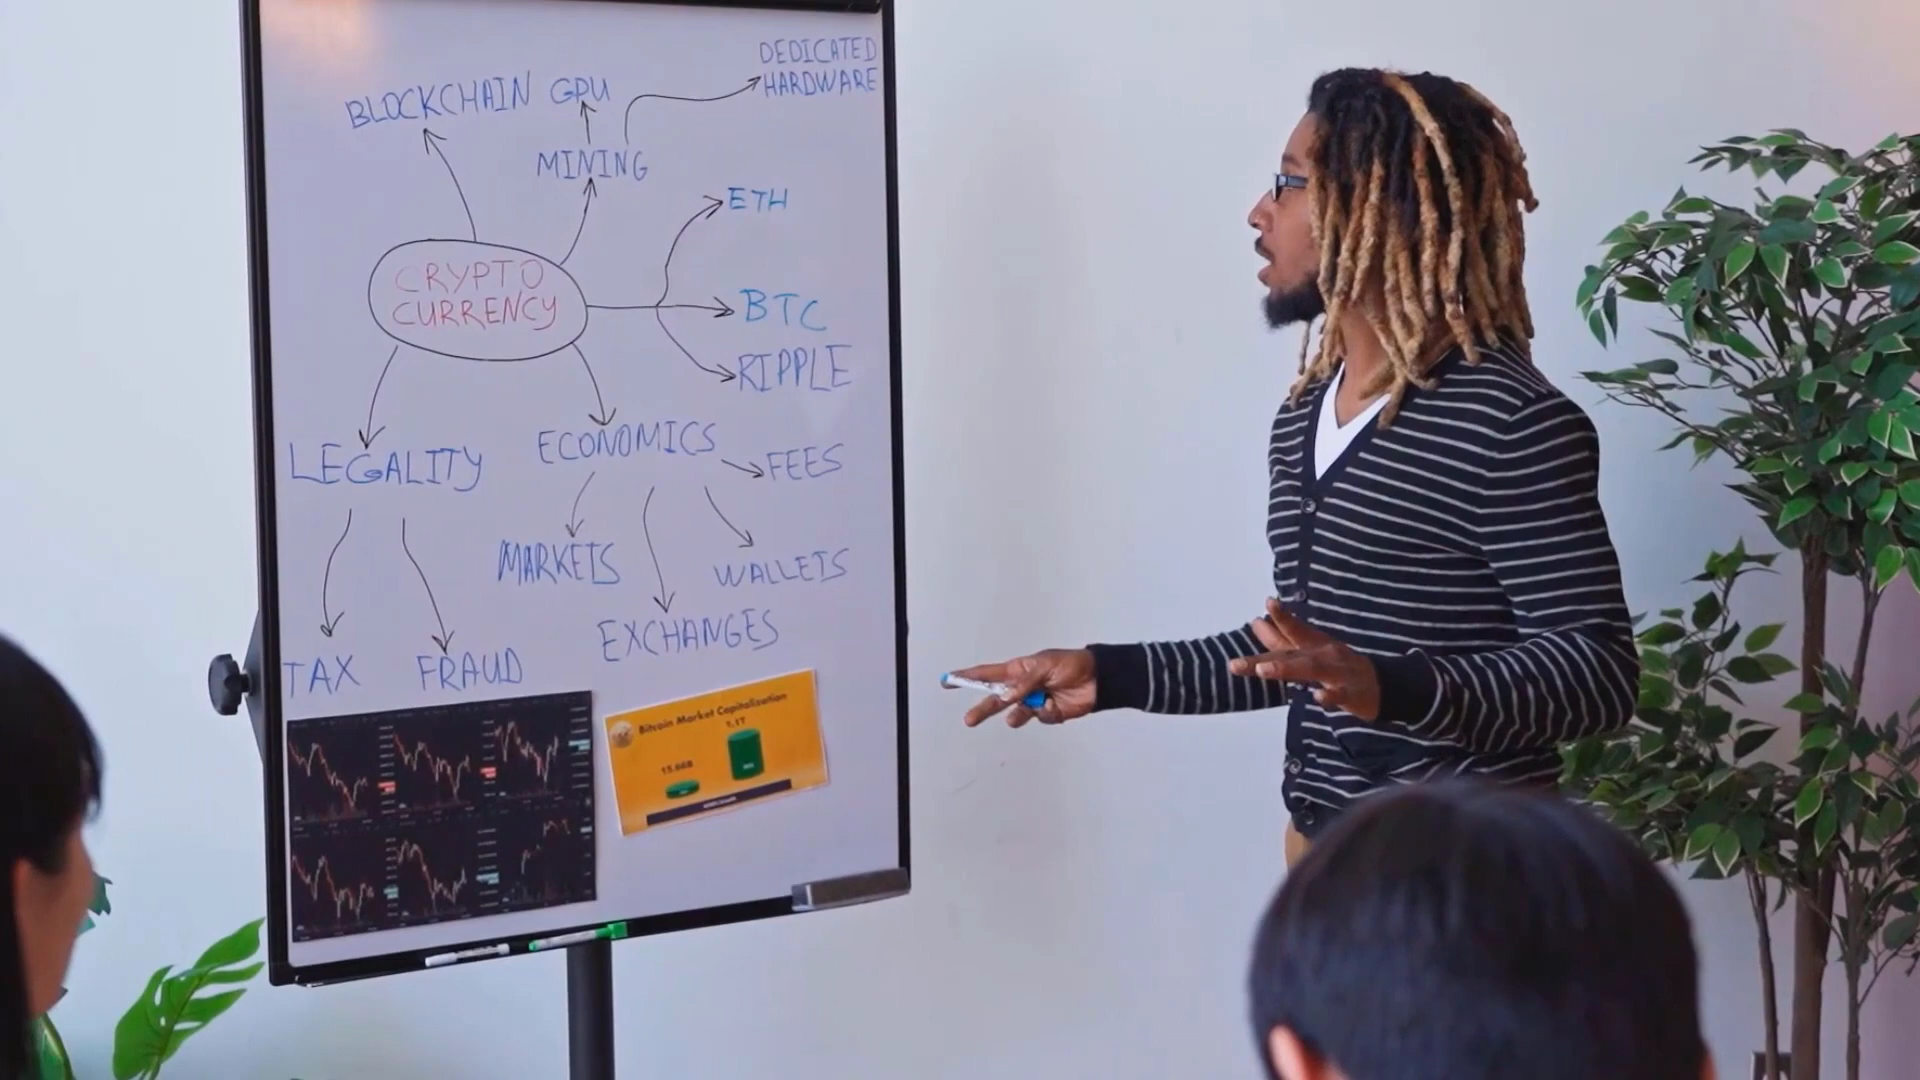 DEDICATED
HARDWARE
BLOCKCHAIN
GPU
MINING
ETH
CRYPTO
CURRENCY
BTC
RIPPLE
LEGALITY
ECONOMICS
FEES
MARKETS
WALLETS
EXCHANGES
TAX
FRAUD
Bitcoin Market Capitalisation
1.1T
15.66B